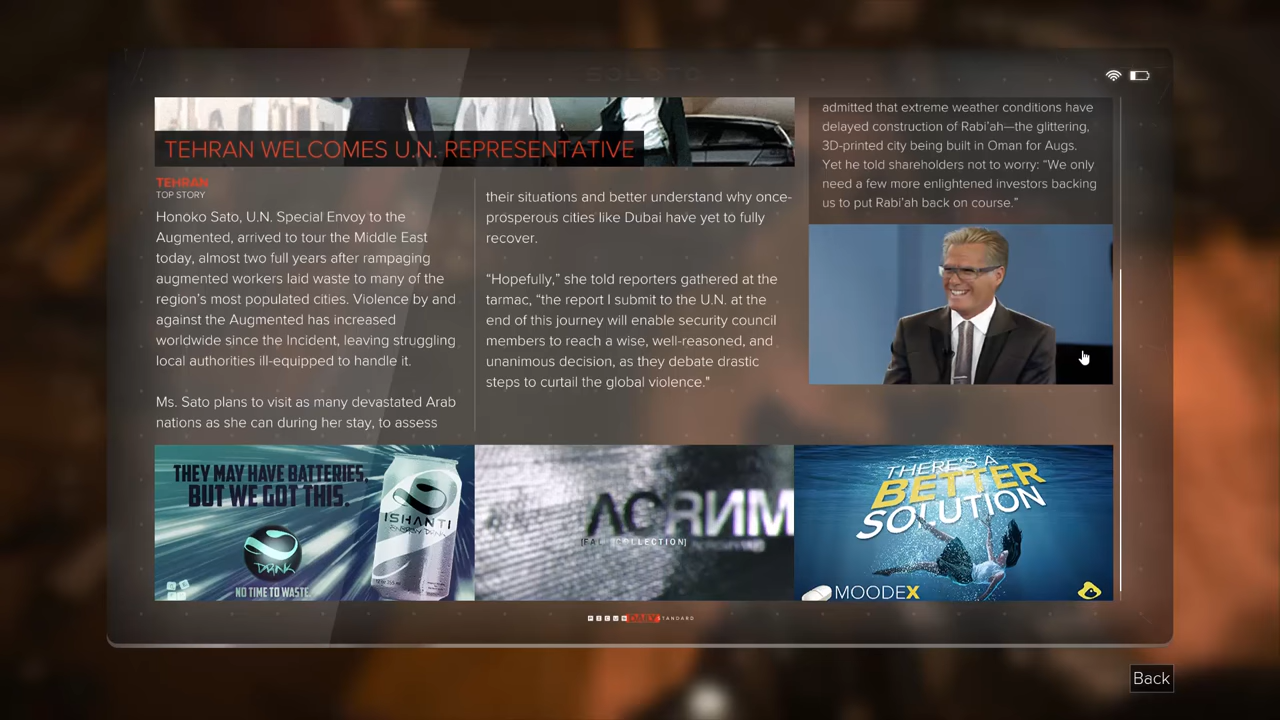 SOLOTO
TEHRAN WELCOMES U.N. REPRESENTATIVE
TEHRAN
TOP STORY
Honoko Sato, U.N. Special Envoy to the
Augmented, arrived to tour the Middle East
today, almost two full years after rampaging
augmented workers laid waste to many of the
region's most populated cities. Violence by and
against the Augmented has increased
worldwide since the Incident, leaving struggling
local authorities ill-equipped to handle it.
Ms. Sato plans to visit as many devastated Arab
nations as she can during her stay, to assess
their situations and better understand why once-
prosperous cities like Dubai have yet to fully
recover.
“Hopefully,” she told reporters gathered at the
tarmac, “the report I submit to the U.N. at the
end of this journey will enable security council
members to reach a wise, well-reasoned, and
unanimous decision, as they debate drastic
steps to curtail the global violence."
admitted that extreme weather conditions have
delayed construction of Rabi'ah—the glittering,
3D-printed city being built in Oman for Augs.
Yet he told shareholders not to worry: “We only
need a few more enlightened investors backing
us to put Rabi'ah back on course.”
THEY MAY HAVE BATTERIES,
BUT WE GOT THIS.
DRINK
NO TIME TO WASTE.
ISHANTI
ENERGY DRINK
ACRИM
COLLECTION]
THERE'S A
BETTER
SOLUTION
MOODEX
PICUS DAILY STANDARD
Back